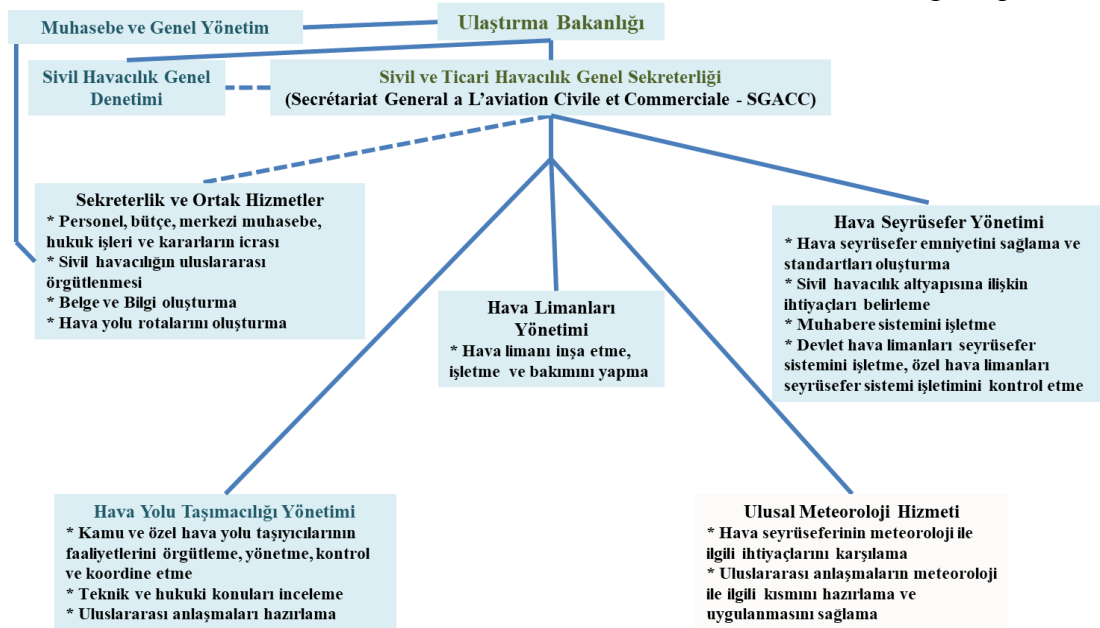 Muhasebe ve Genel Yönetim
Ulaştırma Bakanlığı
Sivil Havacılık Genel
Denetimi
Sivil ve Ticari Havacılık Genel Sekreterliği
(Secrétariat General a L'aviation Civile et Commerciale - SGACC)
Sekreterlik ve Ortak Hizmetler
* Personel, bütçe, merkezi muhasebe,
hukuk işleri ve kararların icrası
* Sivil havacılığın uluslararası
örgütlenmesi
* Belge ve Bilgi oluşturma
* Hava yolu rotalarını oluşturma
Hava Limanları
Yönetimi
* Hava limanı inşa etme,
işletme ve bakımını yapma
Hava Seyrüsefer Yönetimi
* Hava seyrüsefer emniyetini sağlama ve
standartları oluşturma
* Sivil havacılık altyapısına ilişkin
ihtiyaçları belirleme
* Muhabere sistemini işletme
* Devlet hava limanları seyrüsefer
sistemini işletme, özel hava limanları
seyrüsefer sistemi işletimini kontrol etme
Hava Yolu Taşımacılığı Yönetimi
* Kamu ve özel hava yolu taşıyıcılarının
faaliyetlerini örgütleme, yönetme, kontrol
ve koordine etme
* Teknik ve hukuki konuları inceleme
* Uluslararası anlaşmaları hazırlama
Ulusal Meteoroloji Hizmeti
* Hava seyrüseferinin meteoroloji ile
ilgili ihtiyaçlarını karşılama
* Uluslararası anlaşmaların meteoroloji
ile ilgili kısmını hazırlama ve
uygulanmasını sağlama